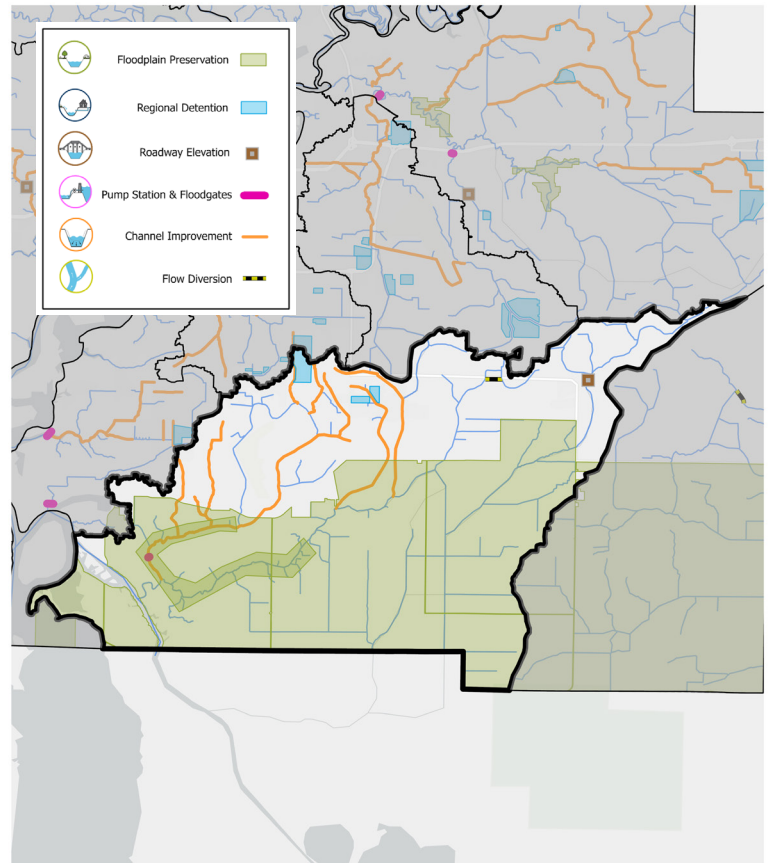 Floodplain Preservation
Regional Detention
Roadway Elevation
Pump Station & Floodgates
Channel Improvement
Flow Diversion